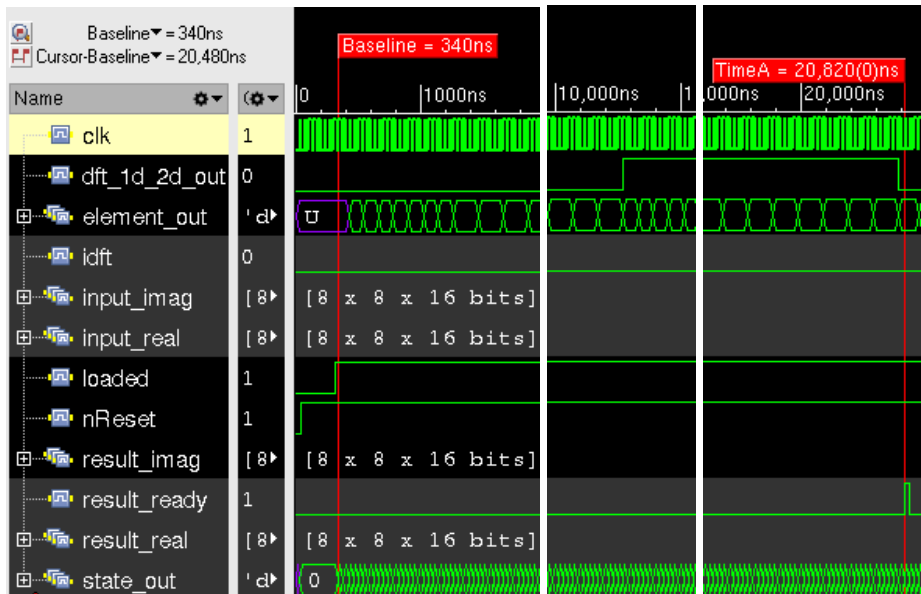 Baseline▾ = 340ns
Cursor-Baseline▾ = 20,480ns
Baseline = 340ns
TimeA = 20,820(0)ns
Name
0
1000ns
10,000ns
1
,000ns
20,000ns
clk 1
dft_1d_2d_out 0
element_out 'd U
idft 0
input_imag [8 [8 x 8 x 16 bits]
input_real [8 [8 x 8 x 16 bits]
loaded 1
nReset 1
result_imag [8 [8 x 8 x 16 bits]
result_ready 1
result_real [8 [8 x 8 x 16 bits]
state_out 'd 0